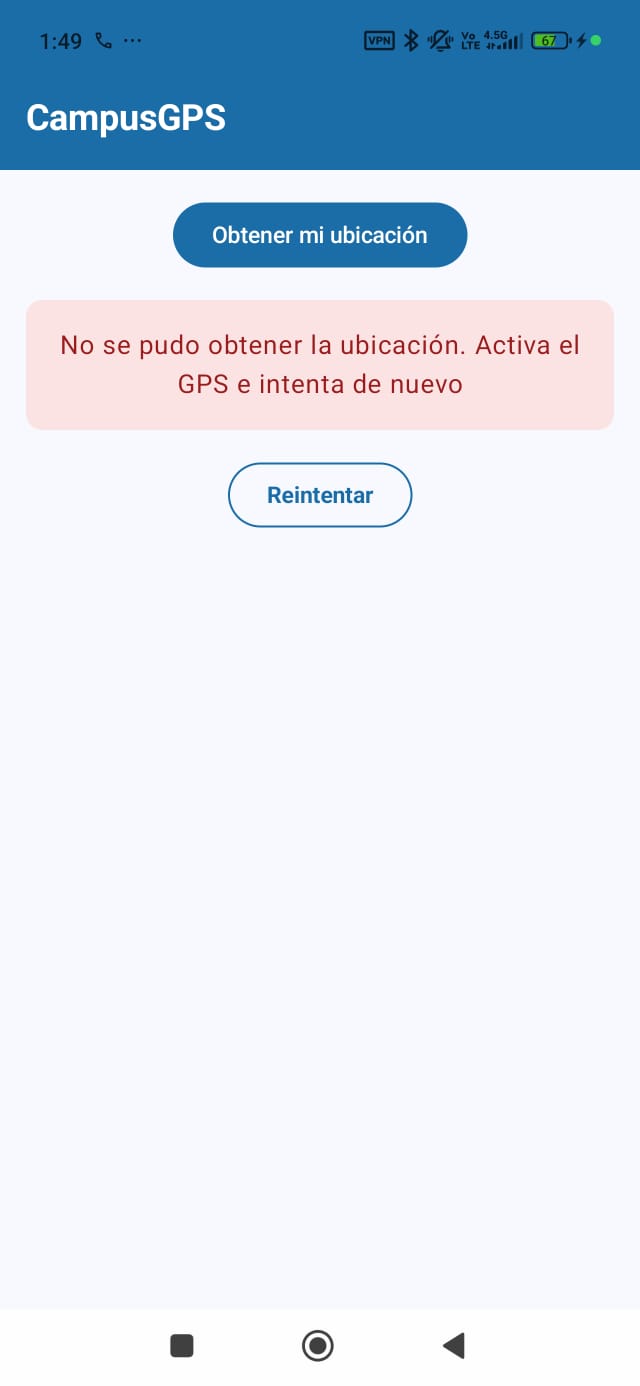 1:49 ...
VPN Vo LTE 4.5G 67
CampusGPS
Obtener mi ubicación
No se pudo obtener la ubicación. Activa el
GPS e intenta de nuevo
Reintentar